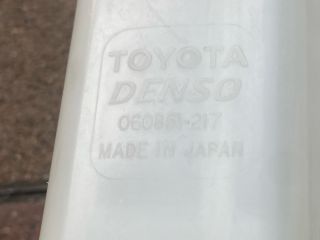 TOYOTA
DENSO
060851-217
MADE IN JAPAN